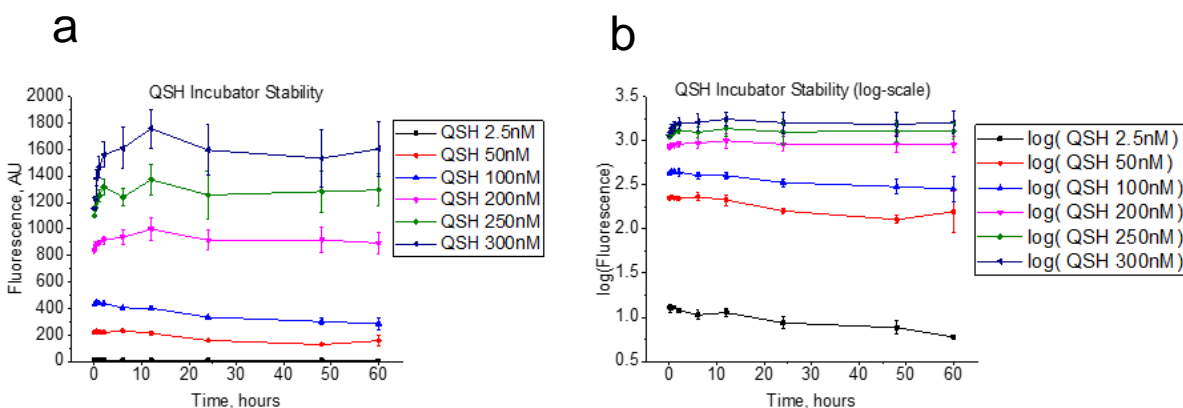 a
b
QSH Incubator Stability
Fluorescence, AU
2000
1800
1600
1400
1200
1000
800
600
400
200
0
0 10 20 30 40 50 60
Time, hours
QSH 2.5nM
QSH 50nM
QSH 100nM
QSH 200nM
QSH 250nM
QSH 300nM
QSH Incubator Stability (log-scale)
log(Fluorescence)
3.5
3.0
2.5
2.0
1.5
1.0
0.5
0 10 20 30 40 50 60
Time, hours
log( QSH 2.5nM )
log( QSH 50nM )
log( QSH 100nM )
log( QSH 200nM )
log( QSH 250nM )
log( QSH 300nM )